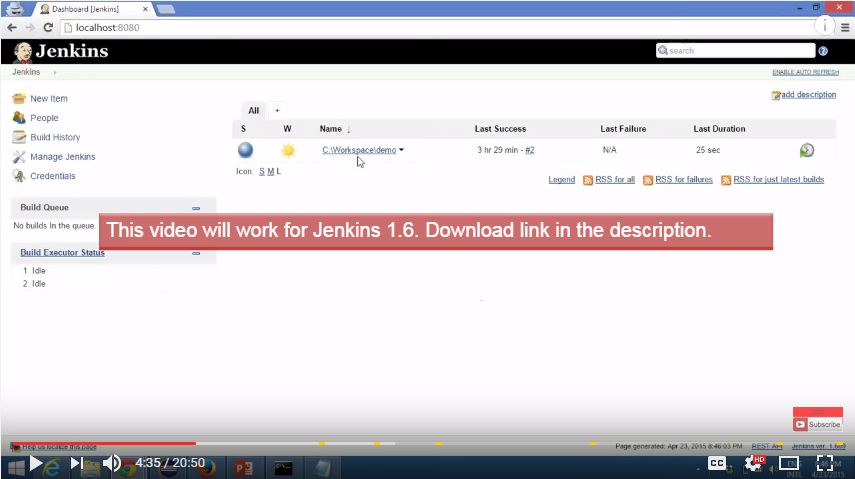 Dashboard [Jenkins]
localhost:8080
Jenkins
search
Jenkins
ENABLE AUTO REFRESH
add description
New Item
People
Build History
Manage Jenkins
Credentials
All +
S W Name ↓ Last Success Last Failure Last Duration
C:\Workspace\demo 3 hr 29 min - #2 N/A 25 sec
Icon: S M L
Legend RSS for all RSS for failures RSS for just latest builds
Build Queue
No builds in the queue.
This video will work for Jenkins 1.6. Download link in the description.
Build Executor Status
1 Idle
2 Idle
Subscribe
Help us localize this page
Page generated: Apr 23, 2015 8:46:03 PM REST API Jenkins ver.
4:35 / 20:50
CC HD
ENG
INTL 4/23/2015